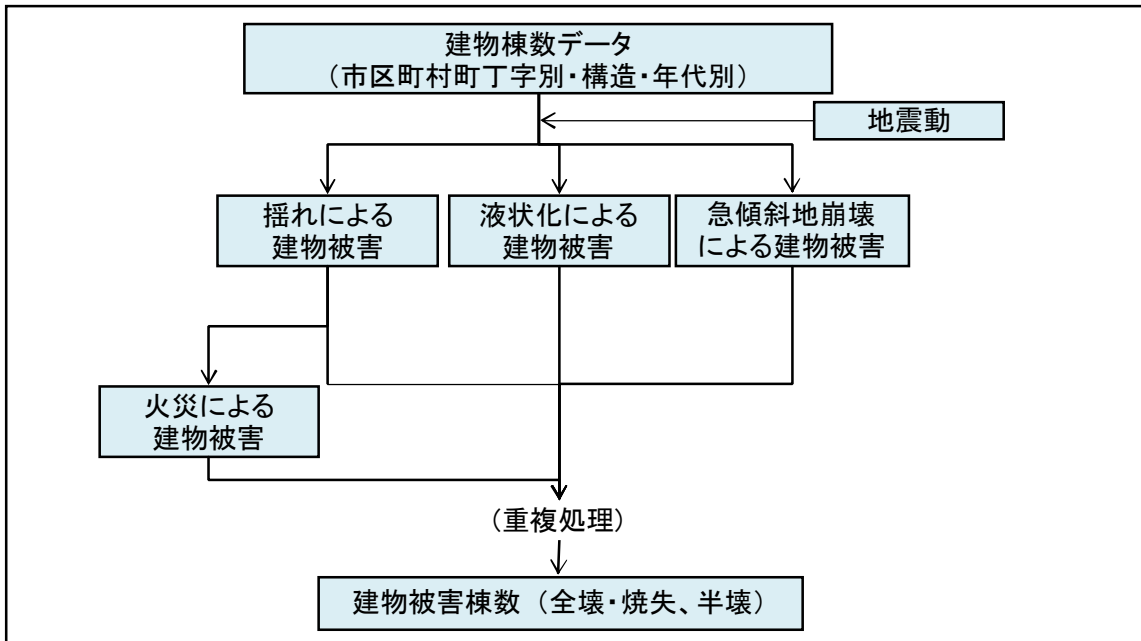 建物棟数データ
（市区町村町丁字別・構造・年代別）
地震動
揺れによる
建物被害
液状化による
建物被害
急傾斜地崩壊
による建物被害
火災による
建物被害
（重複処理）
建物被害棟数 （全壊・焼失、半壊）